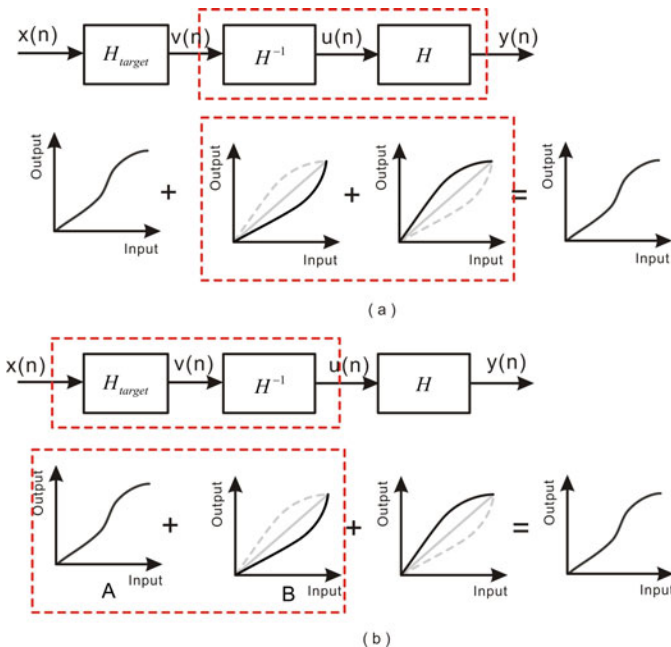 x(n) H_target v(n) H⁻¹ u(n) H y(n)
Output Input + Output Input + Output Input = Output Input
( a )
x(n) H_target v(n) H⁻¹ u(n) H y(n)
Output Input + Output Input + Output Input = Output Input
A B
( b )